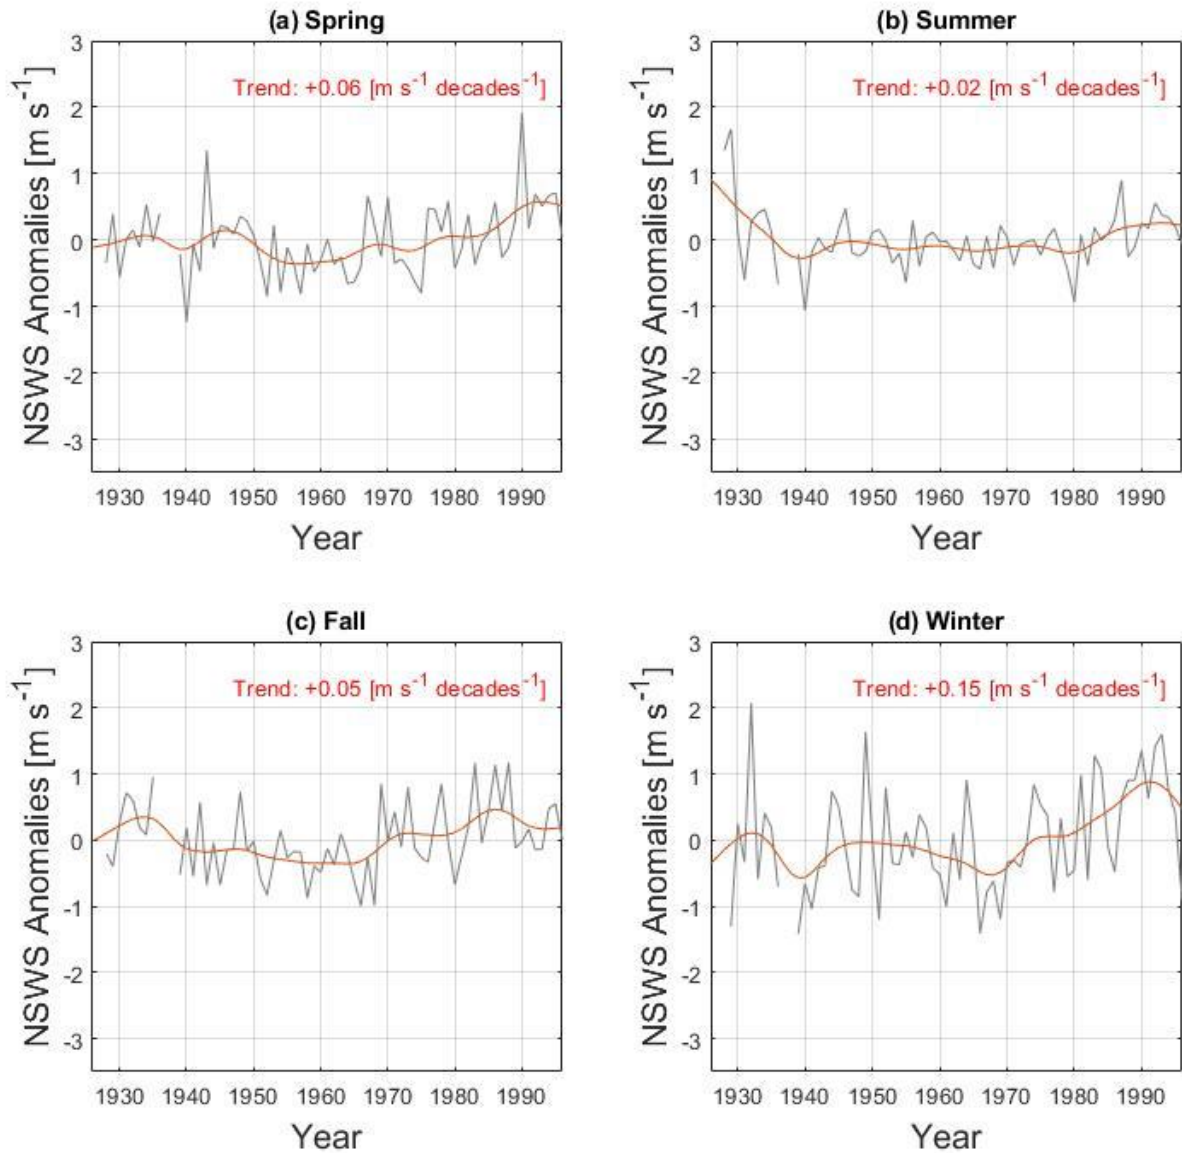 (a) Spring
NSWS Anomalies [m s⁻¹]
3
2
1
0
-1
-2
-3
Trend: +0.06 [m s⁻¹ decades⁻¹]
1930 1940 1950 1960 1970 1980 1990
Year
(b) Summer
NSWS Anomalies [m s⁻¹]
3
2
1
0
-1
-2
-3
Trend: +0.02 [m s⁻¹ decades⁻¹]
1930 1940 1950 1960 1970 1980 1990
Year
(c) Fall
NSWS Anomalies [m s⁻¹]
3
2
1
0
-1
-2
-3
Trend: +0.05 [m s⁻¹ decades⁻¹]
1930 1940 1950 1960 1970 1980 1990
Year
(d) Winter
NSWS Anomalies [m s⁻¹]
3
2
1
0
-1
-2
-3
Trend: +0.15 [m s⁻¹ decades⁻¹]
1930 1940 1950 1960 1970 1980 1990
Year